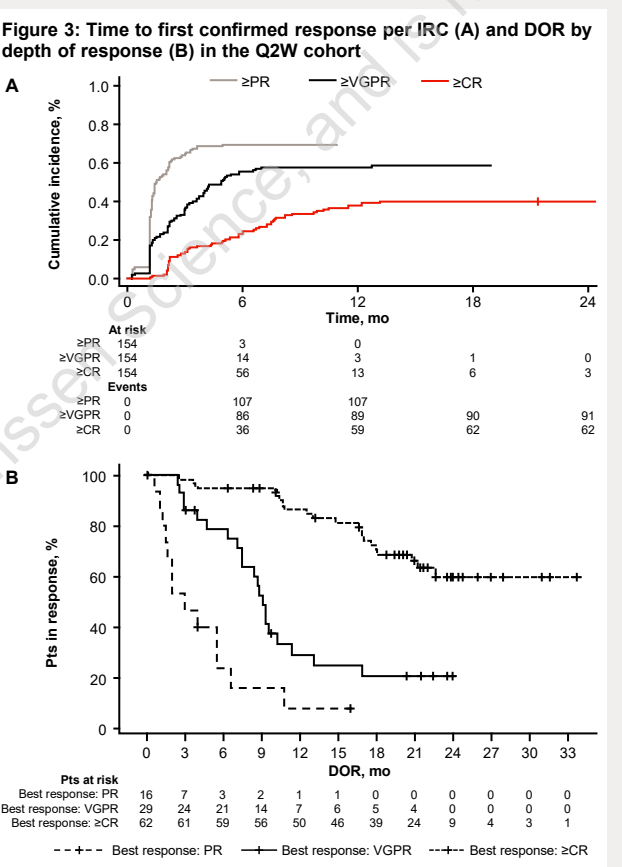 Figure 3: Time to first confirmed response per IRC (A) and DOR by
depth of response (B) in the Q2W cohort
A
≥PR ≥VGPR ≥CR
Cumulative incidence, %
1.0
0.8
0.6
0.4
0.2
0.0
0 6 12 18 24
Time, mo
At risk
≥PR 154 3 0
≥VGPR 154 14 3 1 0
≥CR 154 56 13 6 3
Events
≥PR 0 107 107
≥VGPR 0 86 89 90 91
≥CR 0 36 59 62 62
B
Pts in response, %
100
80
60
40
20
0
0 3 6 9 12 15 18 21 24 27 30 33
DOR, mo
Pts at risk
Best response: PR 16 7 3 2 1 1 0 0 0 0 0 0
Best response: VGPR 29 24 21 14 7 6 5 4 0 0 0 0
Best response: ≥CR 62 61 59 56 50 46 39 24 9 4 3 1
Best response: PR Best response: VGPR Best response: ≥CR
issen Science, and is